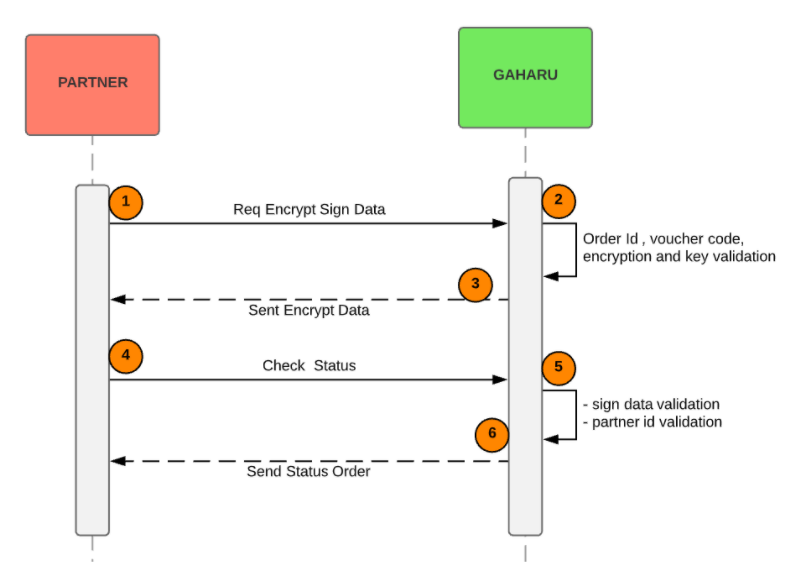 PARTNER
GAHARU
1
2
Req Encrypt Sign Data
Order Id , voucher code,
encryption and key validation
3
Sent Encrypt Data
4
Check  Status
5
- sign data validation
- partner id validation
6
Send Status Order